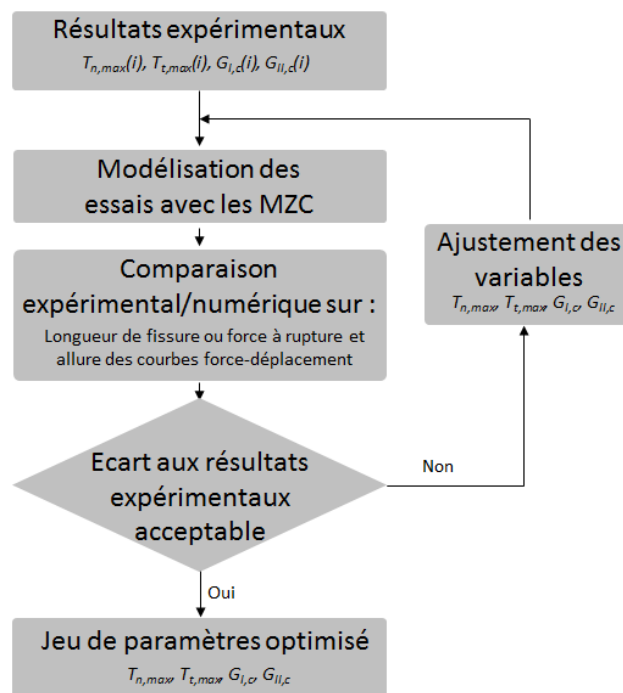 Résultats expérimentaux
Tn,max(i), Tt,max(i), GI,c(i), GII,c(i)
Modélisation des
essais avec les MZC
Comparaison
expérimental/numérique sur :
Longueur de fissure ou force à rupture et
allure des courbes force-déplacement
Ecart aux résultats
expérimentaux
acceptable
Non
Ajustement des
variables
Tn,max, Tt,max, GI,c, GII,c
Oui
Jeu de paramètres optimisé
Tn,max, Tt,max, GI,c, GII,c